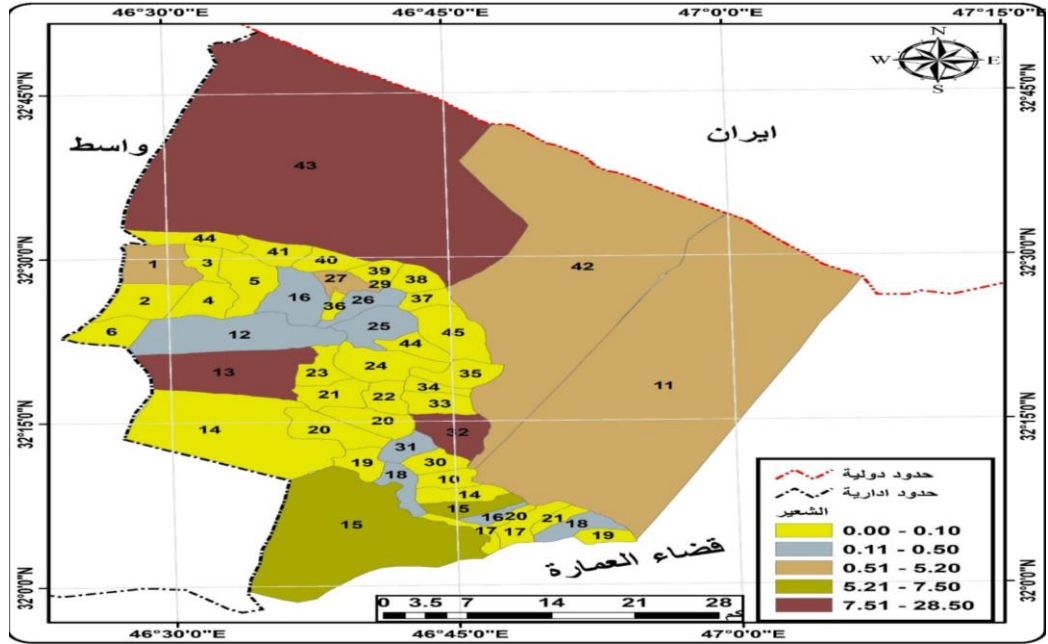 46°30'0"E 46°45'0"E 47°0'0"E 47°15'0"E
N
W E
S
32°45'0"N 32°45'0"N
ايران
واسط
43
44
41
32°30'0"N 1 3 40 39 42 32°30'0"N
5 27 29 38
2 4 16 36 26 37
6 12 25 45
44
13 23 24 35
34
21 22 33 11
32°15'0"N 14 20 20 32 32°15'0"N
31
19 18 30
10
14
15 15 16 20 21 18
17 17 19
قضاء العمارة
32°0'0"N 32°0'0"N
حدود دولية
حدود ادارية
الشعير
0.00 - 0.10
0.11 - 0.50
0.51 - 5.20
5.21 - 7.50
7.51 - 28.50
0 3.5 7 14 21 28
كم
46°30'0"E 46°45'0"E 47°0'0"E